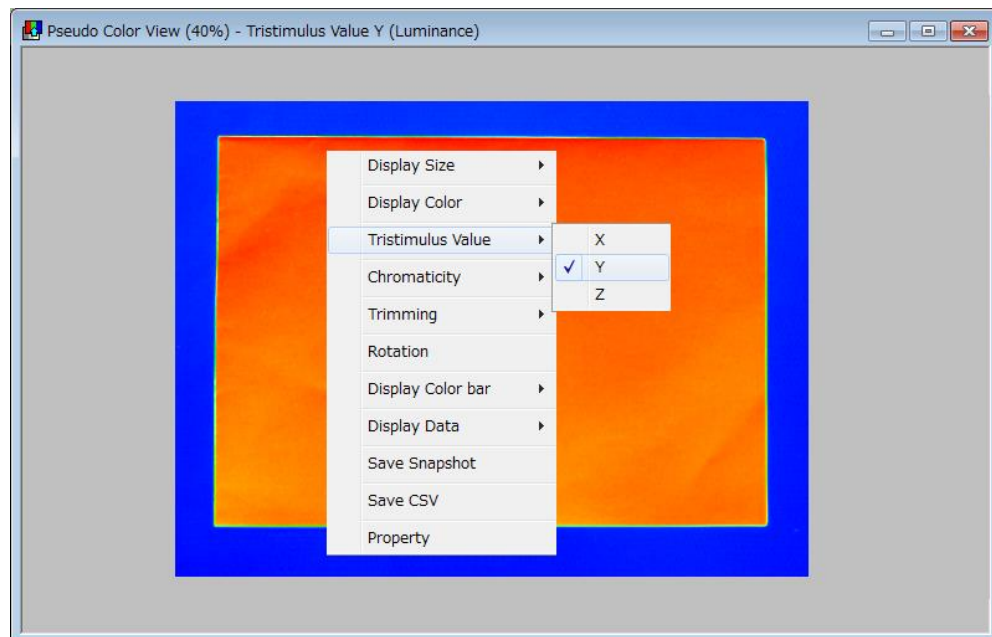 Pseudo Color View (40%) - Tristimulus Value Y (Luminance)
Display Size
Display Color
Tristimulus Value
X
Chromaticity
Y
Z
Trimming
Rotation
Display Color bar
Display Data
Save Snapshot
Save CSV
Property